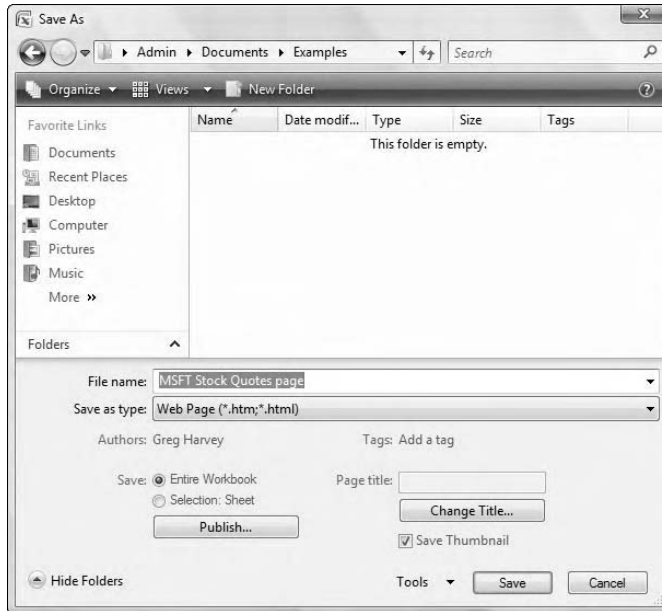 Save As
Admin Documents Examples Search
Organize Views New Folder
Favorite Links
Documents
Recent Places
Desktop
Computer
Pictures
Music
More »
Folders
Name Date modif... Type Size Tags
This folder is empty.
File name: MSFT Stock Quotes page
Save as type: Web Page (*.htm;*.html)
Authors: Greg Harvey Tags: Add a tag
Save: Entire Workbook Page title:
Selection: Sheet
Publish... Change Title...
Save Thumbnail
Hide Folders Tools Save Cancel